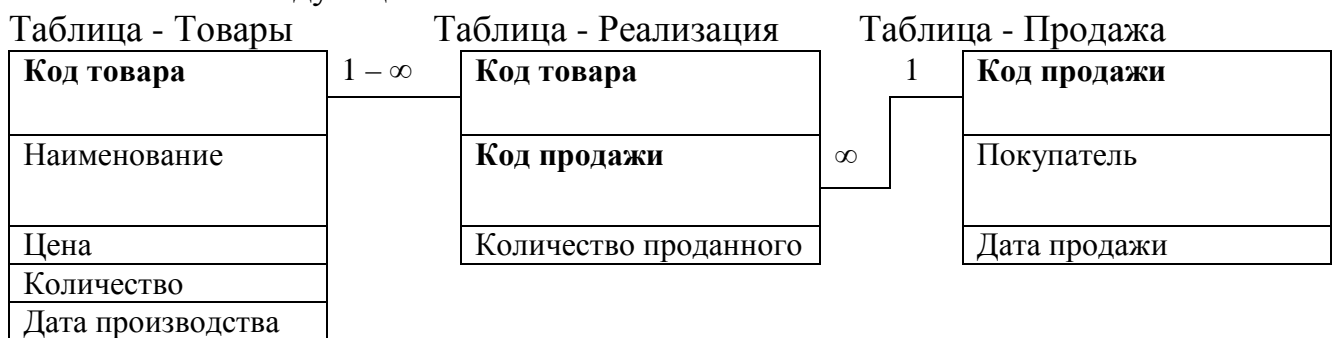 Таблица - Товары Таблица - Реализация Таблица - Продажа
Код товара 1 – ∞ Код товара 1 Код продажи
Наименование Код продажи ∞ Покупатель
Цена Количество проданного Дата продажи
Количество
Дата производства